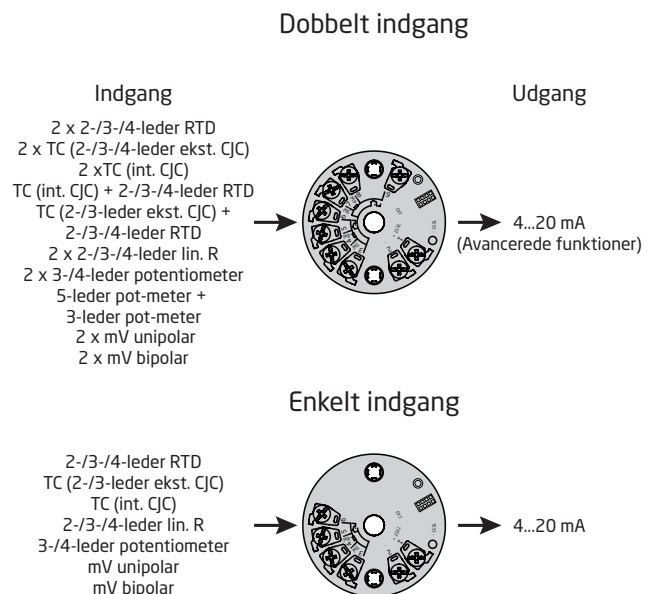 Dobbelt indgang
Indgang
Udgang
2 x 2-/3-/4-leder RTD
2 x TC (2-/3-/4-leder ekst. CJC)
2 xTC (int. CJC)
TC (int. CJC) + 2-/3-/4-leder RTD
TC (2-/3-leder ekst. CJC) +
2-/3-/4-leder RTD
2 x 2-/3-/4-leder lin. R
2 x 3-/4-leder potentiometer
5-leder pot-meter +
3-leder pot-meter
2 x mV unipolar
2 x mV bipolar
4...20 mA
(Avancerede funktioner)
Enkelt indgang
2-/3-/4-leder RTD
TC (2-/3-leder ekst. CJC)
TC (int. CJC)
2-/3-/4-leder lin. R
3-/4-leder potentiometer
mV unipolar
mV bipolar
4...20 mA